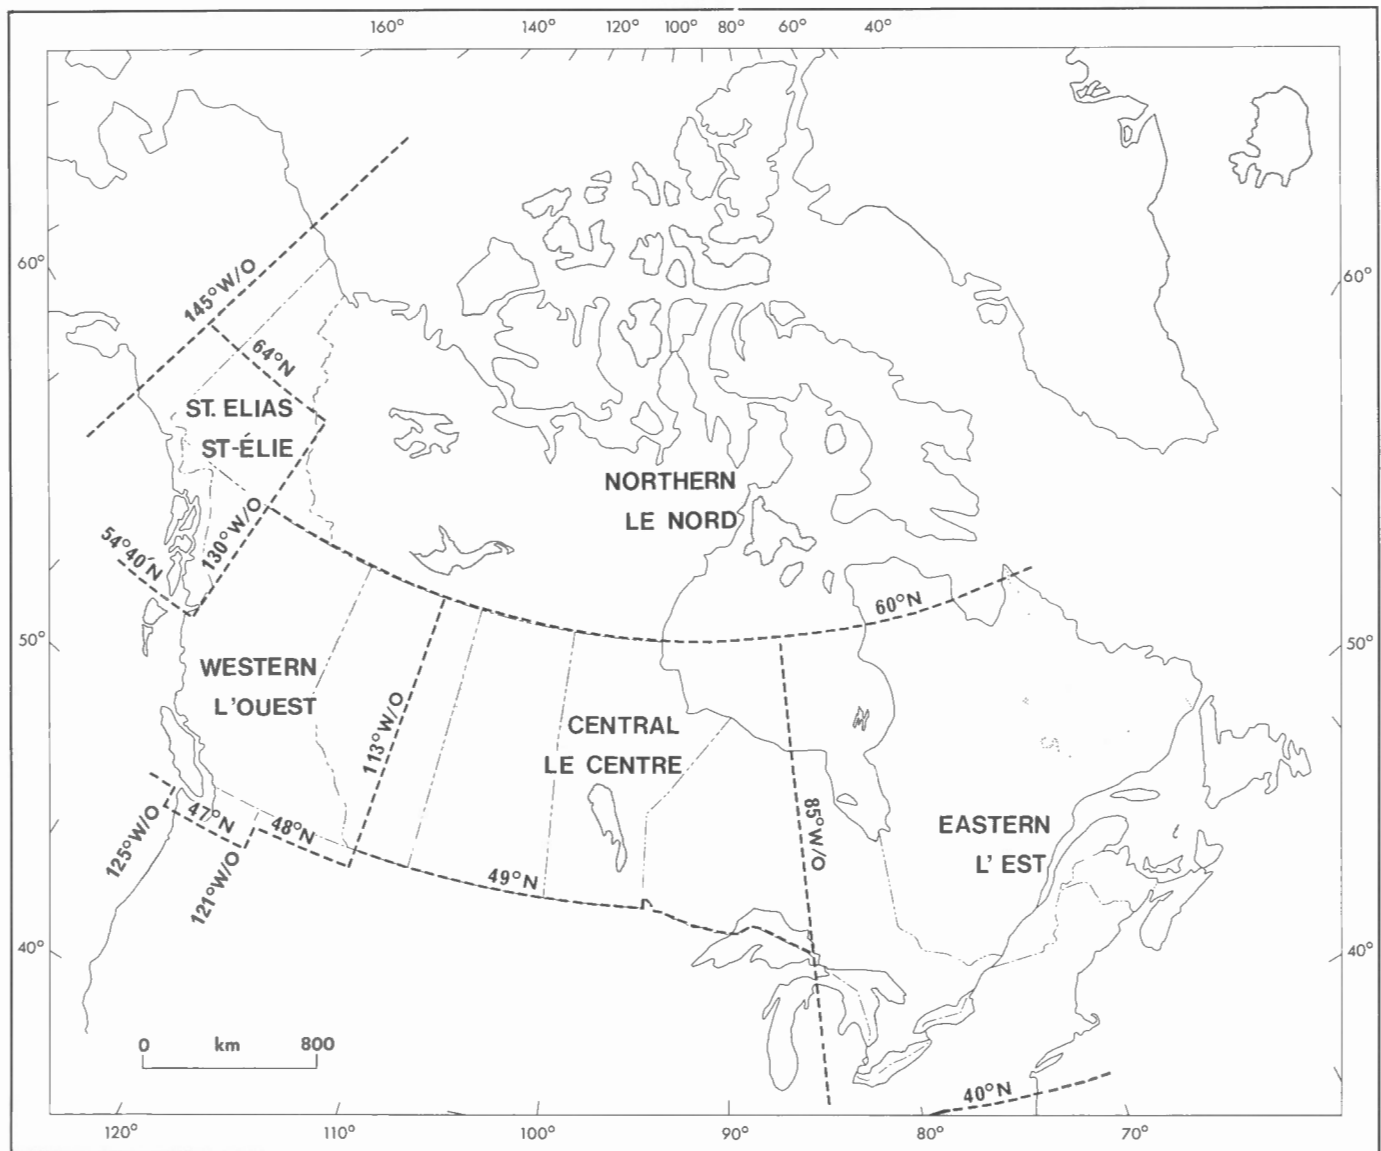 160° 140° 120° 100° 80° 60° 40°
60°
60°
145°W/O
64°N
ST. ELIAS
ST-ÉLIE
NORTHERN
LE NORD
130°W/O
54°40'N
60°N
50°
50°
WESTERN
L'OUEST
113°W/O
CENTRAL
LE CENTRE
85°W/O
EASTERN
L' EST
125°W/O
47°N
48°N
121°W/O
49°N
40°
40°
0 km 800
40°N
120° 110° 100° 90° 80° 70°